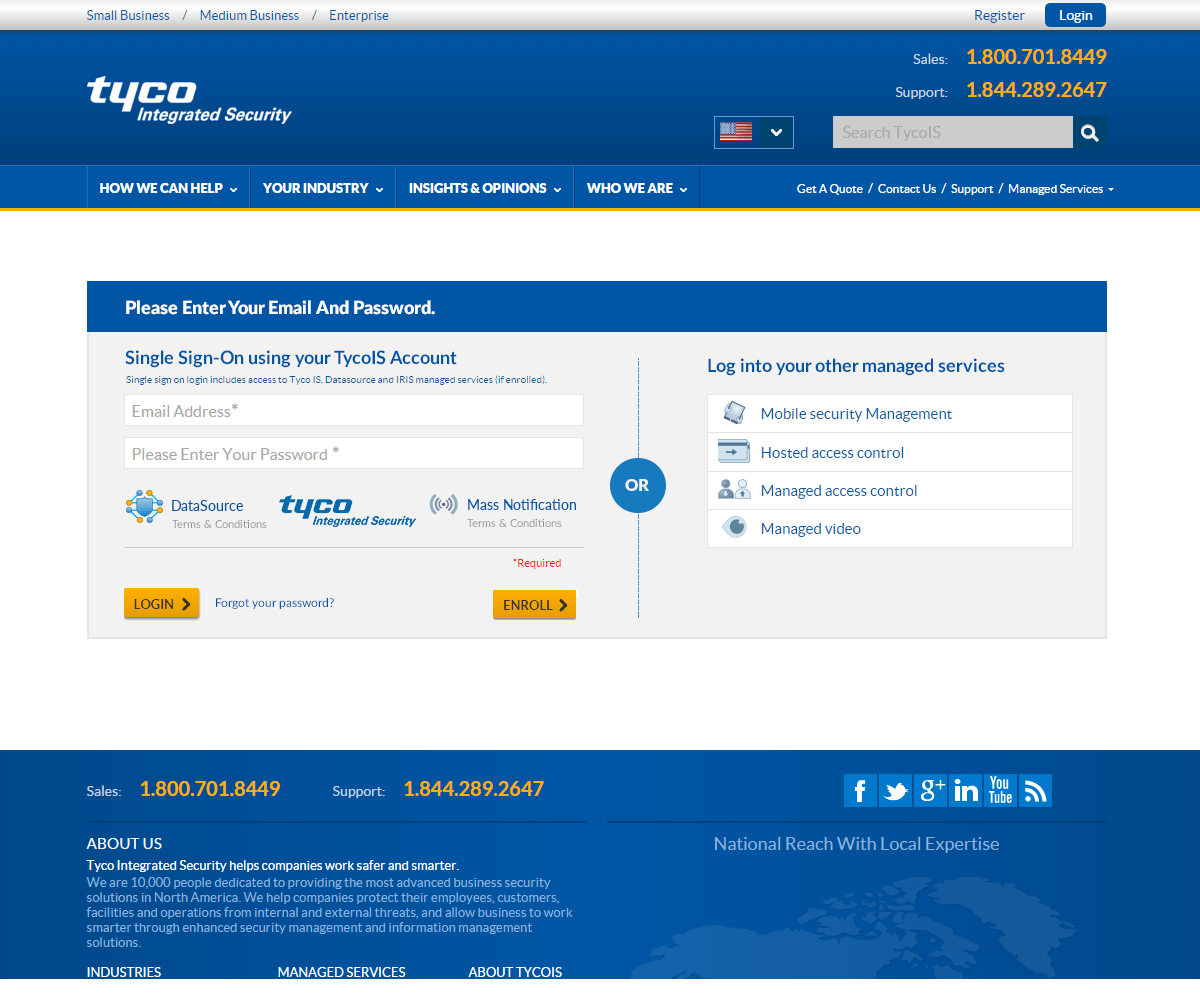 Small Business / Medium Business / Enterprise
Register Login
Sales: 1.800.701.8449
Support: 1.844.289.2647
tyco
Integrated Security
Search TycoIS
HOW WE CAN HELP YOUR INDUSTRY INSIGHTS & OPINIONS WHO WE ARE Get A Quote / Contact Us / Support / Managed Services
Please Enter Your Email And Password.
Single Sign-On using your TycoIS Account
Single sign on login includes access to Tyco IS, Datasource and IRIS managed services (if enrolled).
Email Address*
Please Enter Your Password *
DataSource
Terms & Conditions
tyco
Integrated Security
Mass Notification
Terms & Conditions
*Required
LOGIN Forgot your password? ENROLL
OR
Log into your other managed services
Mobile security Management
Hosted access control
Managed access control
Managed video
Sales: 1.800.701.8449 Support: 1.844.289.2647
f g+ in You Tube
ABOUT US
Tyco Integrated Security helps companies work safer and smarter.
We are 10,000 people dedicated to providing the most advanced business security
solutions in North America. We help companies protect their employees, customers,
facilities and operations from internal and external threats, and allow business to work
smarter through enhanced security management and information management
solutions.
National Reach With Local Expertise
INDUSTRIES MANAGED SERVICES ABOUT TYCOIS